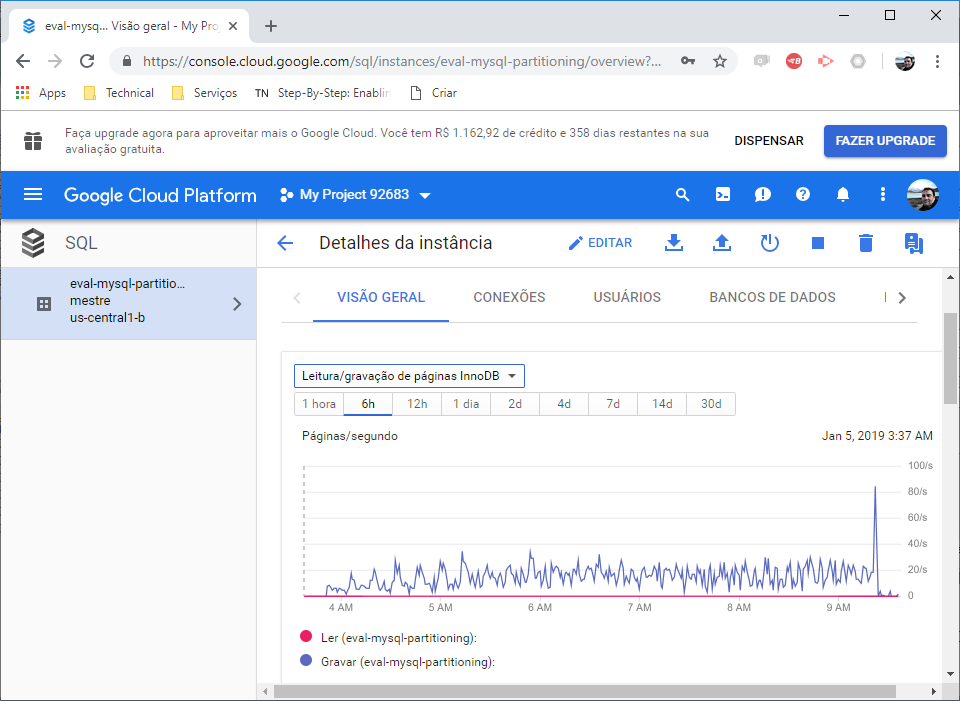 eval-mysq... Visão geral - My Pro
https://console.cloud.google.com/sql/instances/eval-mysql-partitioning/overview?...
Apps Technical Serviços TN Step-By-Step: Enablin Criar
Faça upgrade agora para aproveitar mais o Google Cloud. Você tem R$ 1.162,92 de crédito e 358 dias restantes na sua
avaliação gratuita.
DISPENSAR
FAZER UPGRADE
Google Cloud Platform
My Project 92683
SQL
Detalhes da instância
EDITAR
eval-mysql-partitio...
mestre
us-central1-b
VISÃO GERAL CONEXÕES USUÁRIOS BANCOS DE DADOS
Leitura/gravação de páginas InnoDB
1 hora 6h 12h 1 dia 2d 4d 7d 14d 30d
Páginas/segundo Jan 5, 2019 3:37 AM
100/s
80/s
60/s
40/s
20/s
0
4 AM 5 AM 6 AM 7 AM 8 AM 9 AM
Ler (eval-mysql-partitioning):
Gravar (eval-mysql-partitioning):